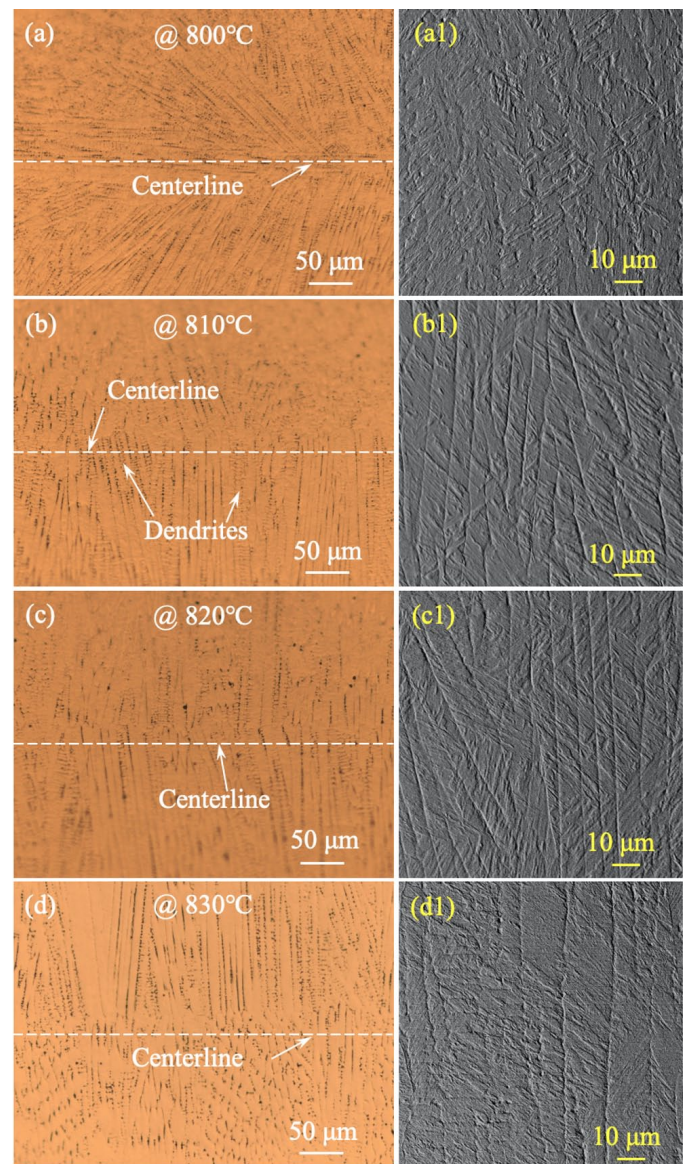 (a) @ 800℃
Centerline
50 μm
(a1)
10 μm
(b) @ 810℃
Centerline
Dendrites
50 μm
(b1)
10 μm
(c) @ 820℃
Centerline
50 μm
(c1)
10 μm
(d) @ 830℃
Centerline
50 μm
(d1)
10 μm